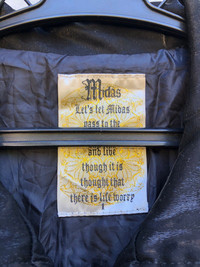 Midas
Let's let Midas
pass to the
and live
though it is
thought that
there is life worry